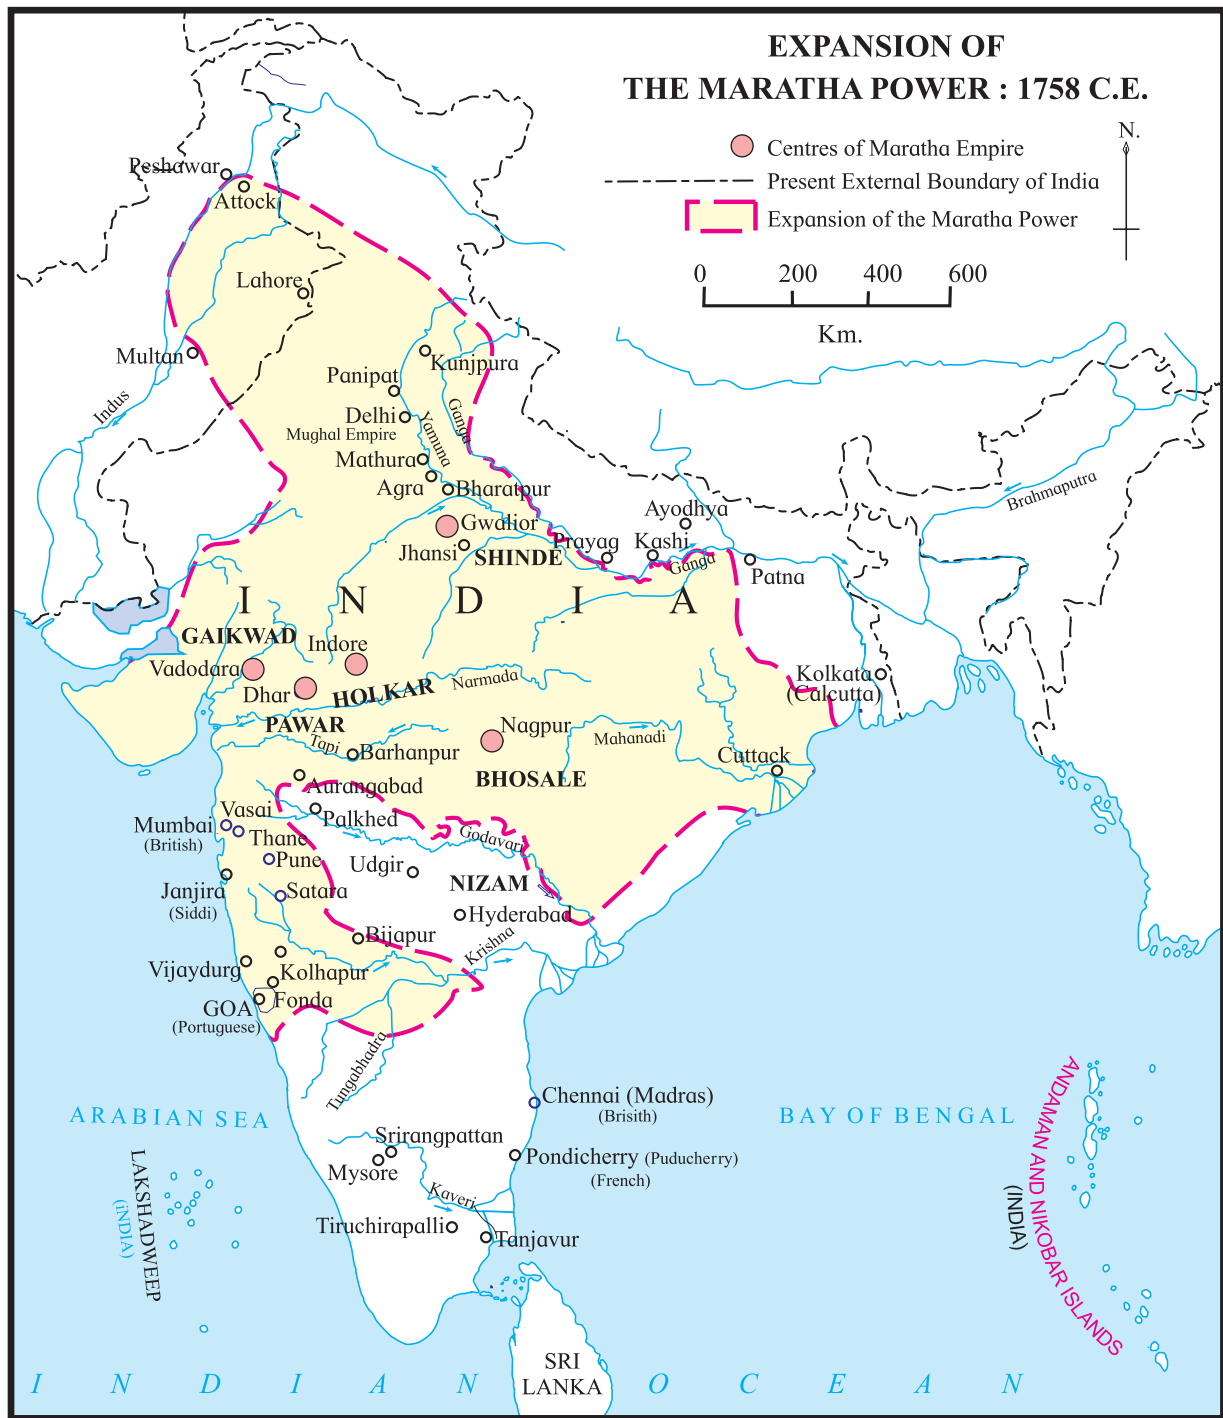 EXPANSION OF
THE MARATHA POWER : 1758 C.E.
N.
Centres of Maratha Empire
Present External Boundary of India
Expansion of the Maratha Power
0 200 400 600
Km.
Peshawar
Attock
Lahore
Multan
Kunjpura
Panipat
Indus
Ganga
Delhi
Yamuna
Mughal Empire
Mathura
Agra
Bharatpur
Brahmaputra
Ayodhya
Gwalior
Jhansi
SHINDE
Prayag
Kashi
Ganga
Patna
I N D I A
GAIKWAD
Indore
Vadodara
Dhar
HOLKAR
Narmada
Kolkata
(Calcutta)
PAWAR
Nagpur
Tapi
Barhanpur
Mahanadi
Cuttack
BHOSALE
Aurangabad
Vasai
Palkhed
Mumbai
(British)
Thane
Godavari
Pune
Udgir
Janjira
(Siddi)
Satara
NIZAM
Hyderabad
Bijapur
Krishna
Vijaydurg
Kolhapur
Fonda
GOA
(Portuguese)
Tungabhadra
Chennai (Madras)
(Brisith)
ARABIAN SEA
BAY OF BENGAL
Srirangpattan
Mysore
Pondicherry (Puducherry)
(French)
Kaveri
Tiruchirapalli
Tanjavur
LAKSHADWEEP
(iNDIA)
ANDAMAN AND NIKOBAR ISLANDS
(INDIA)
SRI
LANKA
I N D I A N O C E A N